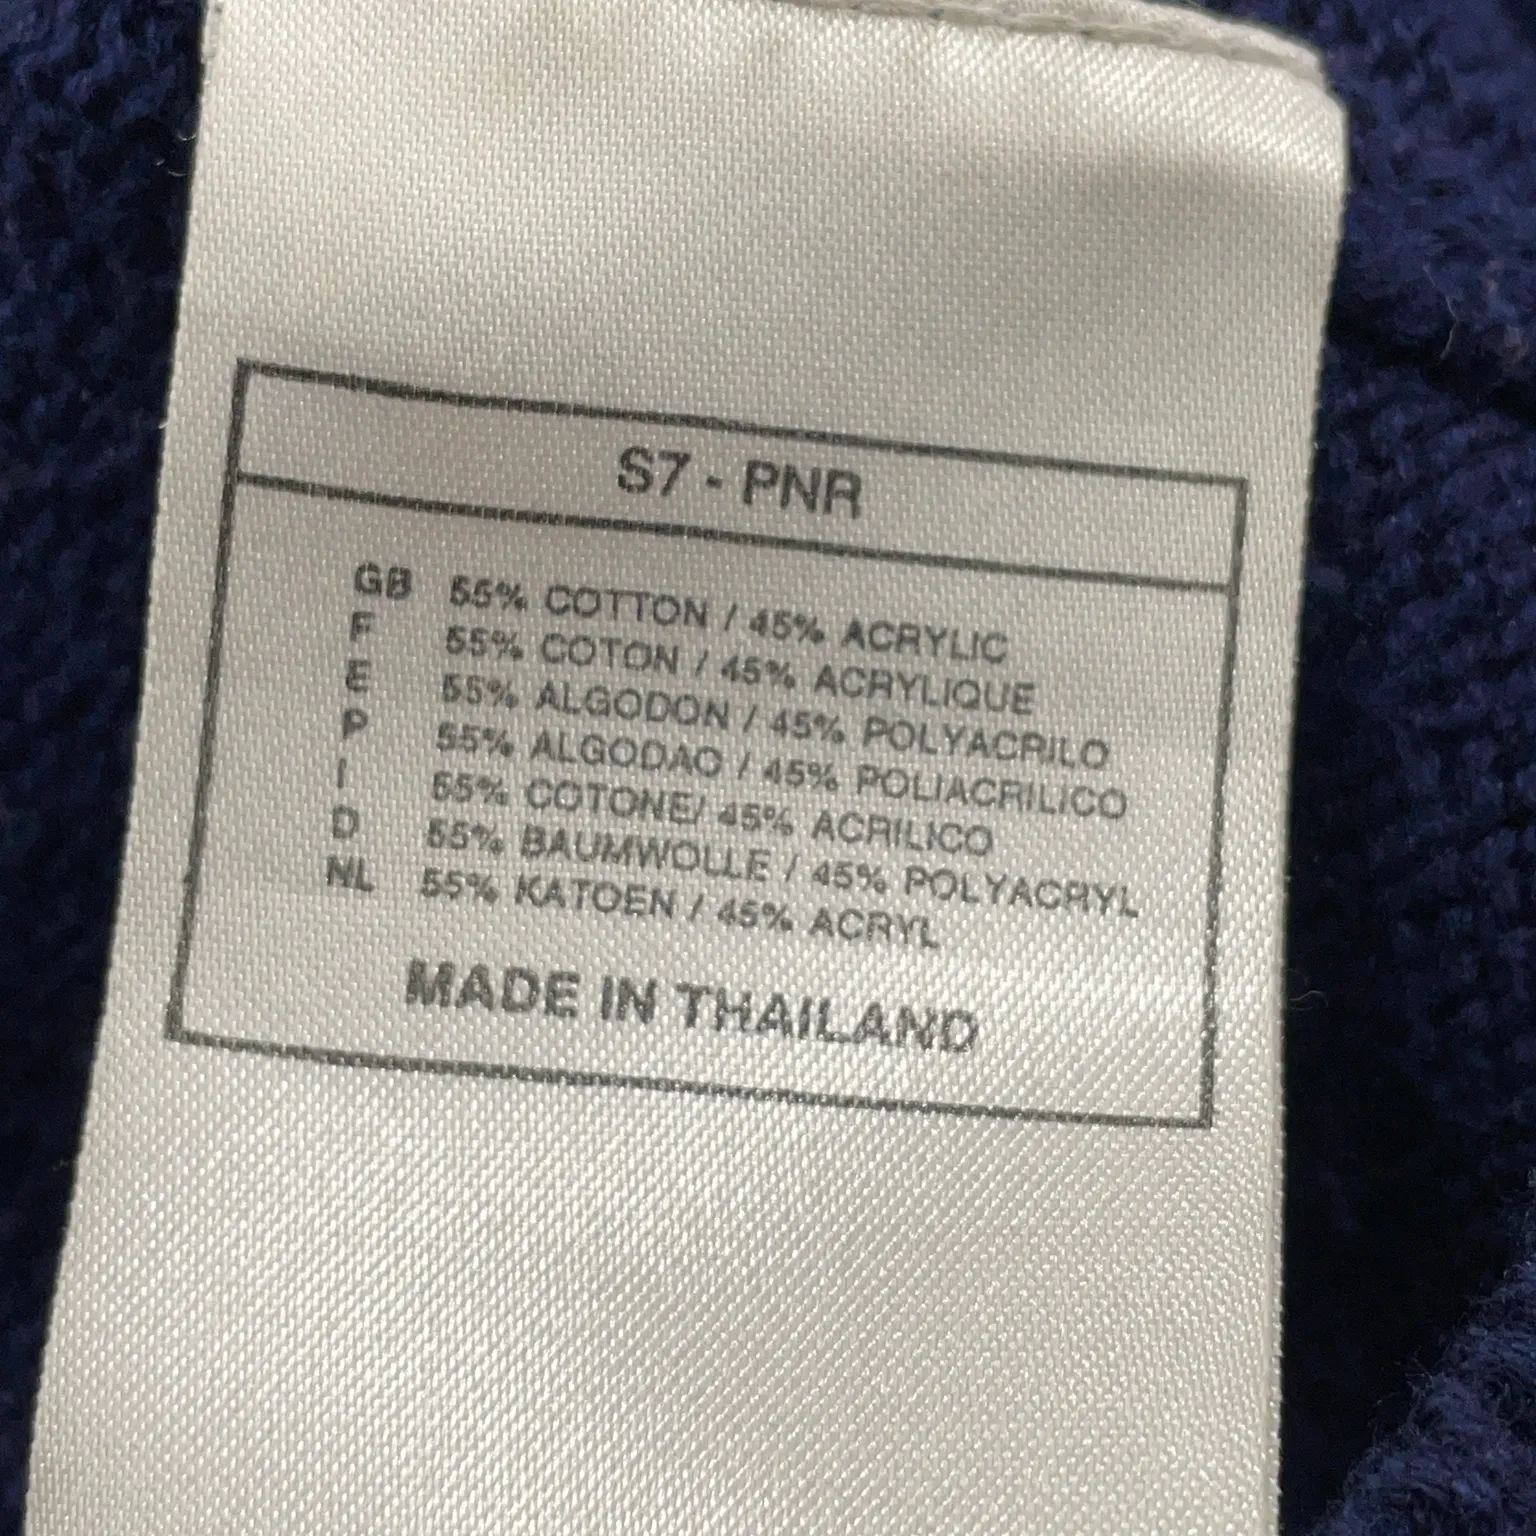 S7 - PNR
GB 55% COTTON / 45% ACRYLIC
F 55% COTON / 45% ACRYLIQUE
E 55% ALGODON / 45% POLYACRILO
P 55% ALGODAO / 45% POLIACRILICO
I 55% COTONE/ 45% ACRILICO
D 55% BAUMWOLLE / 45% POLYACRYL
NL 55% KATOEN / 45% ACRYL
MADE IN THAILAND